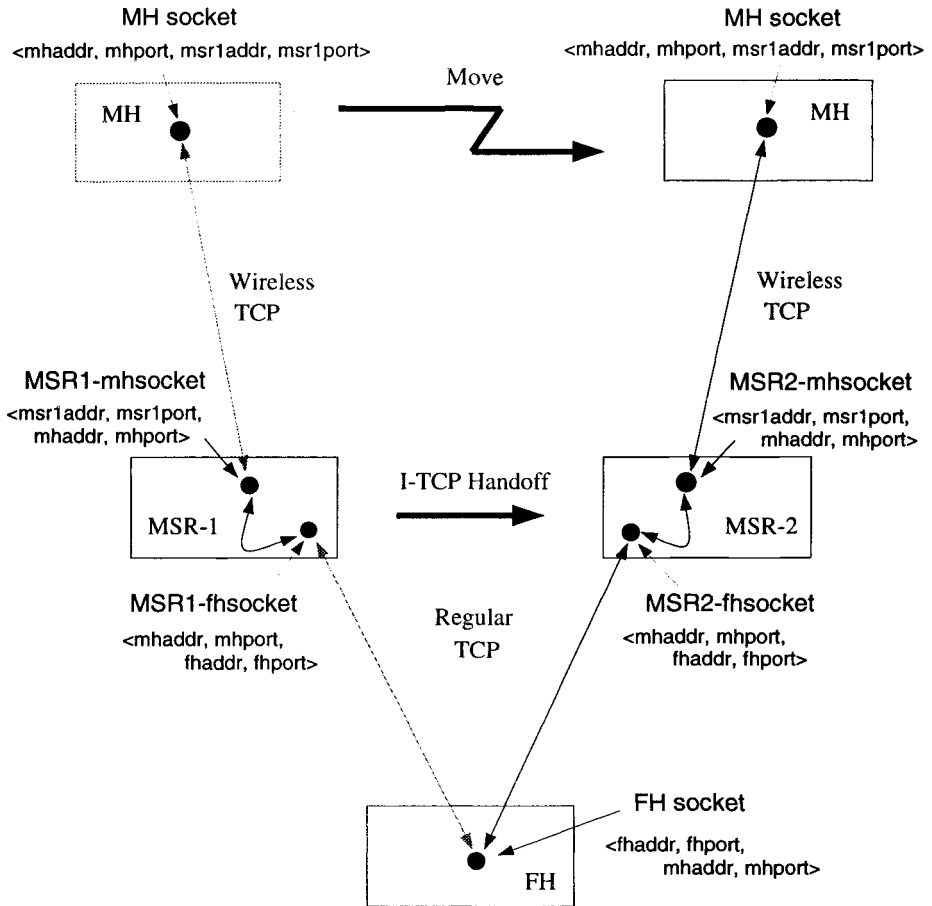 MH socket
<mhaddr, mhport, msr1addr, msr1port>
MH
Move
MH socket
<mhaddr, mhport, msr1addr, msr1port>
MH
Wireless
TCP
Wireless
TCP
MSR1-mhsocket
<msr1addr, msr1port,
mhaddr, mhport>
MSR2-mhsocket
<msr1addr, msr1port,
mhaddr, mhport>
MSR-1
I-TCP Handoff
MSR-2
MSR1-fhsocket
<mhaddr, mhport,
fhaddr, fhport>
Regular
TCP
MSR2-fhsocket
<mhaddr, mhport,
fhaddr, fhport>
FH socket
<fhaddr, fhport,
mhaddr, mhport>
FH